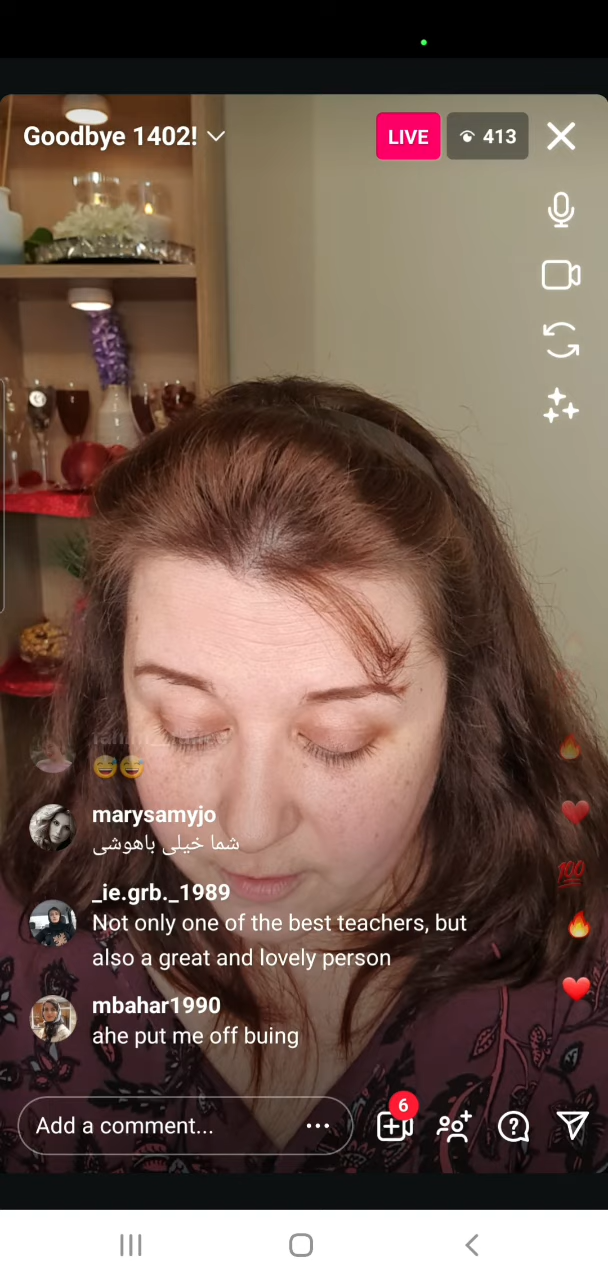 Goodbye 1402!
LIVE
413
marysamyjo
شما خیلی باهوشی
_ie.grb._1989
Not only one of the best teachers, but
also a great and lovely person
mbahar1990
ahe put me off buing
100
6
Add a comment...